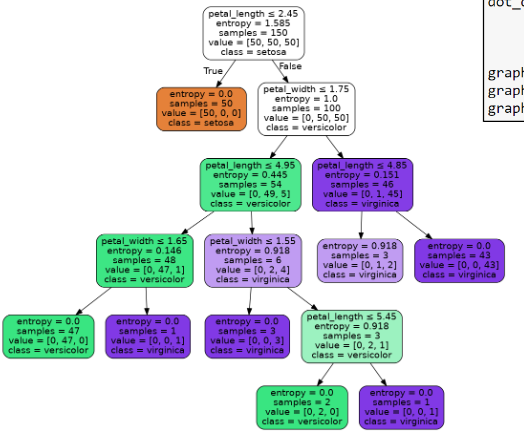 dot_d
graph
graph
graph
petal_length ≤ 2.45
entropy = 1.585
samples = 150
value = [50, 50, 50]
class = setosa
True
False
entropy = 0.0
samples = 50
value = [50, 0, 0]
class = setosa
petal_width ≤ 1.75
entropy = 1.0
samples = 100
value = [0, 50, 50]
class = versicolor
petal_length ≤ 4.95
entropy = 0.445
samples = 54
value = [0, 49, 5]
class = versicolor
petal_length ≤ 4.85
entropy = 0.151
samples = 46
value = [0, 1, 45]
class = virginica
petal_width ≤ 1.65
entropy = 0.146
samples = 48
value = [0, 47, 1]
class = versicolor
petal_width ≤ 1.55
entropy = 0.918
samples = 6
value = [0, 2, 4]
class = virginica
entropy = 0.918
samples = 3
value = [0, 1, 2]
class = virginica
entropy = 0.0
samples = 43
value = [0, 0, 43]
class = virginica
entropy = 0.0
samples = 47
value = [0, 47, 0]
class = versicolor
entropy = 0.0
samples = 1
value = [0, 0, 1]
class = virginica
entropy = 0.0
samples = 3
value = [0, 0, 3]
class = virginica
petal_length ≤ 5.45
entropy = 0.918
samples = 3
value = [0, 2, 1]
class = versicolor
entropy = 0.0
samples = 2
value = [0, 2, 0]
class = versicolor
entropy = 0.0
samples = 1
value = [0, 0, 1]
class = virginica